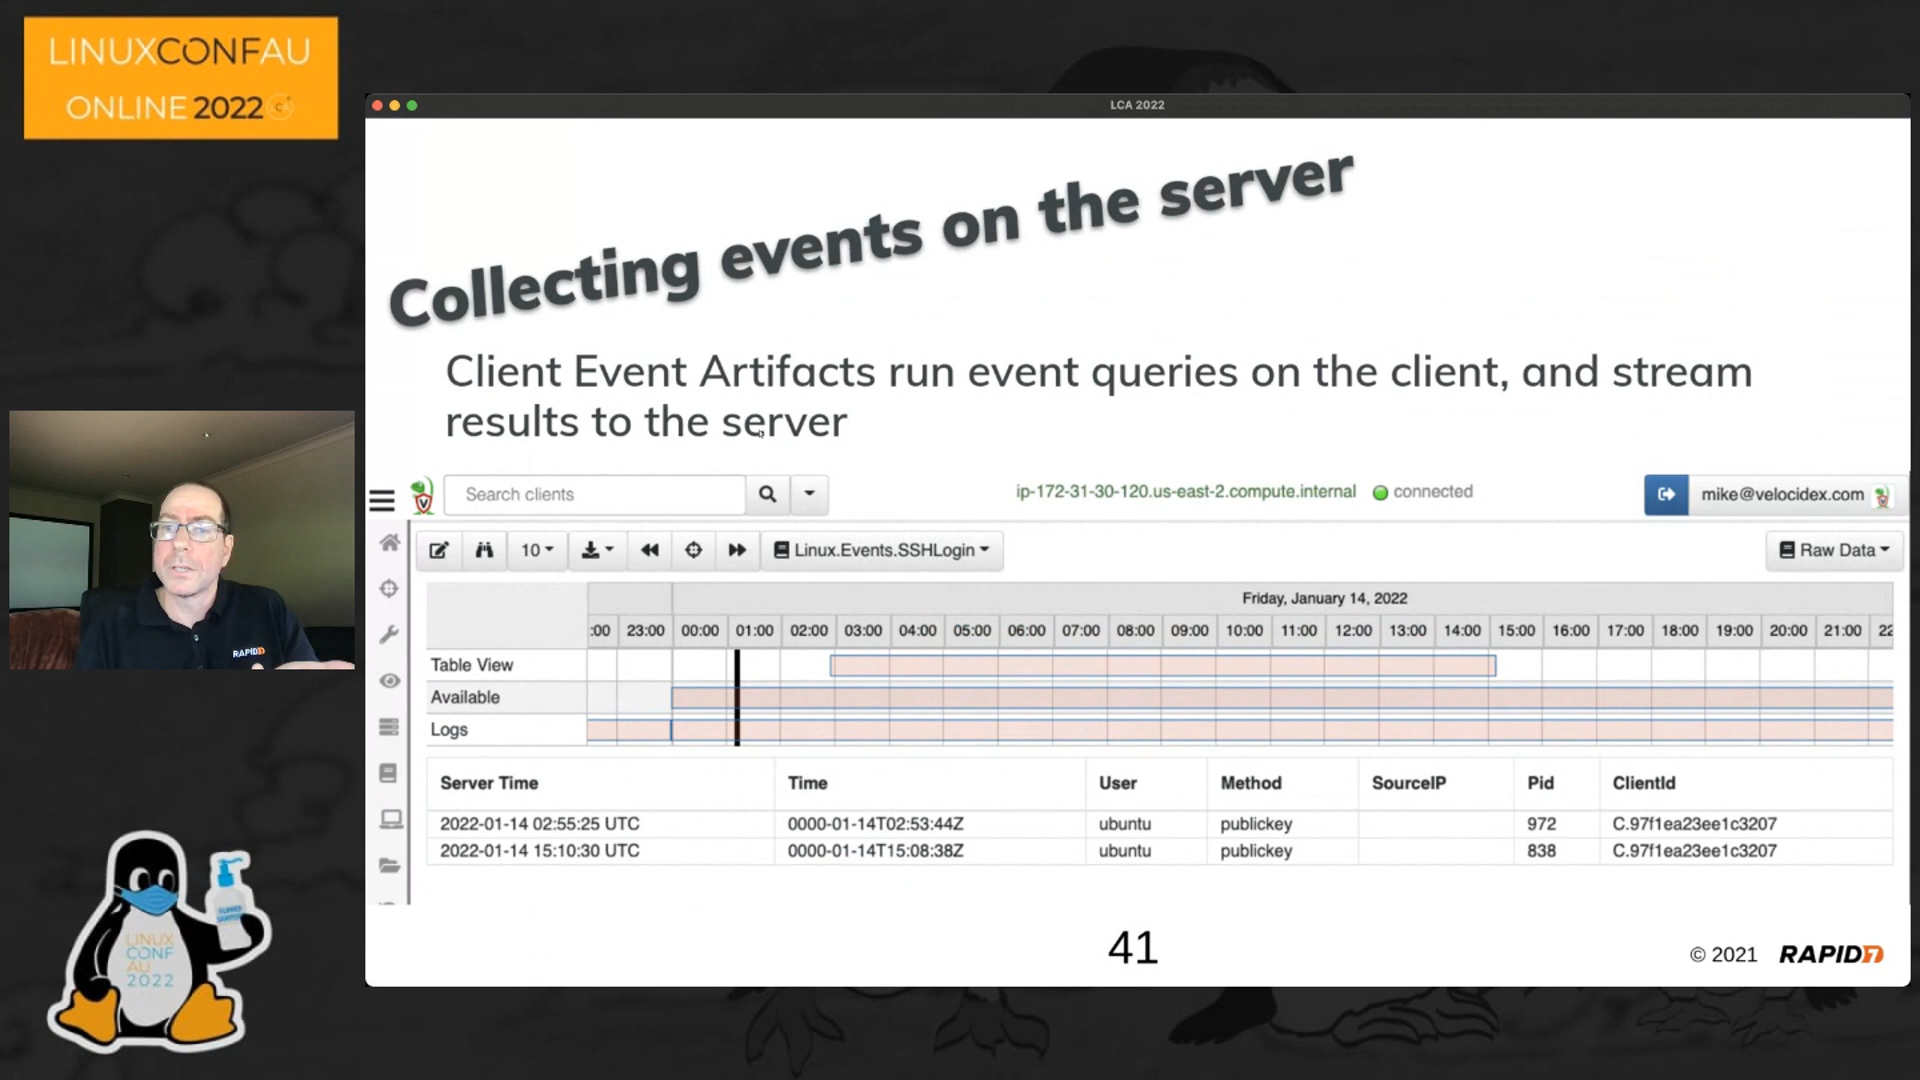 LINUXCONFAU
ONLINE 2022
LCA 2022
Collecting events on the server
Client Event Artifacts run event queries on the client, and stream
results to the server
Search clients
ip-172-31-30-120.us-east-2.compute.internal
connected
mike@velocidex.com
10
Linux.Events.SSHLogin
Raw Data
Friday, January 14, 2022
:00 23:00 00:00 01:00 02:00 03:00 04:00 05:00 06:00 07:00 08:00 09:00 10:00 11:00 12:00 13:00 14:00 15:00 16:00 17:00 18:00 19:00 20:00 21:00 22
Table View
Available
Logs
Server Time Time User Method SourceIP Pid ClientId
2022-01-14 02:55:25 UTC 0000-01-14T02:53:44Z ubuntu publickey 972 C.97f1ea23ee1c3207
2022-01-14 15:10:30 UTC 0000-01-14T15:08:38Z ubuntu publickey 838 C.97f1ea23ee1c3207
41
© 2021 RAPID7
RAPID7
LINUX
CONF
AU
2022